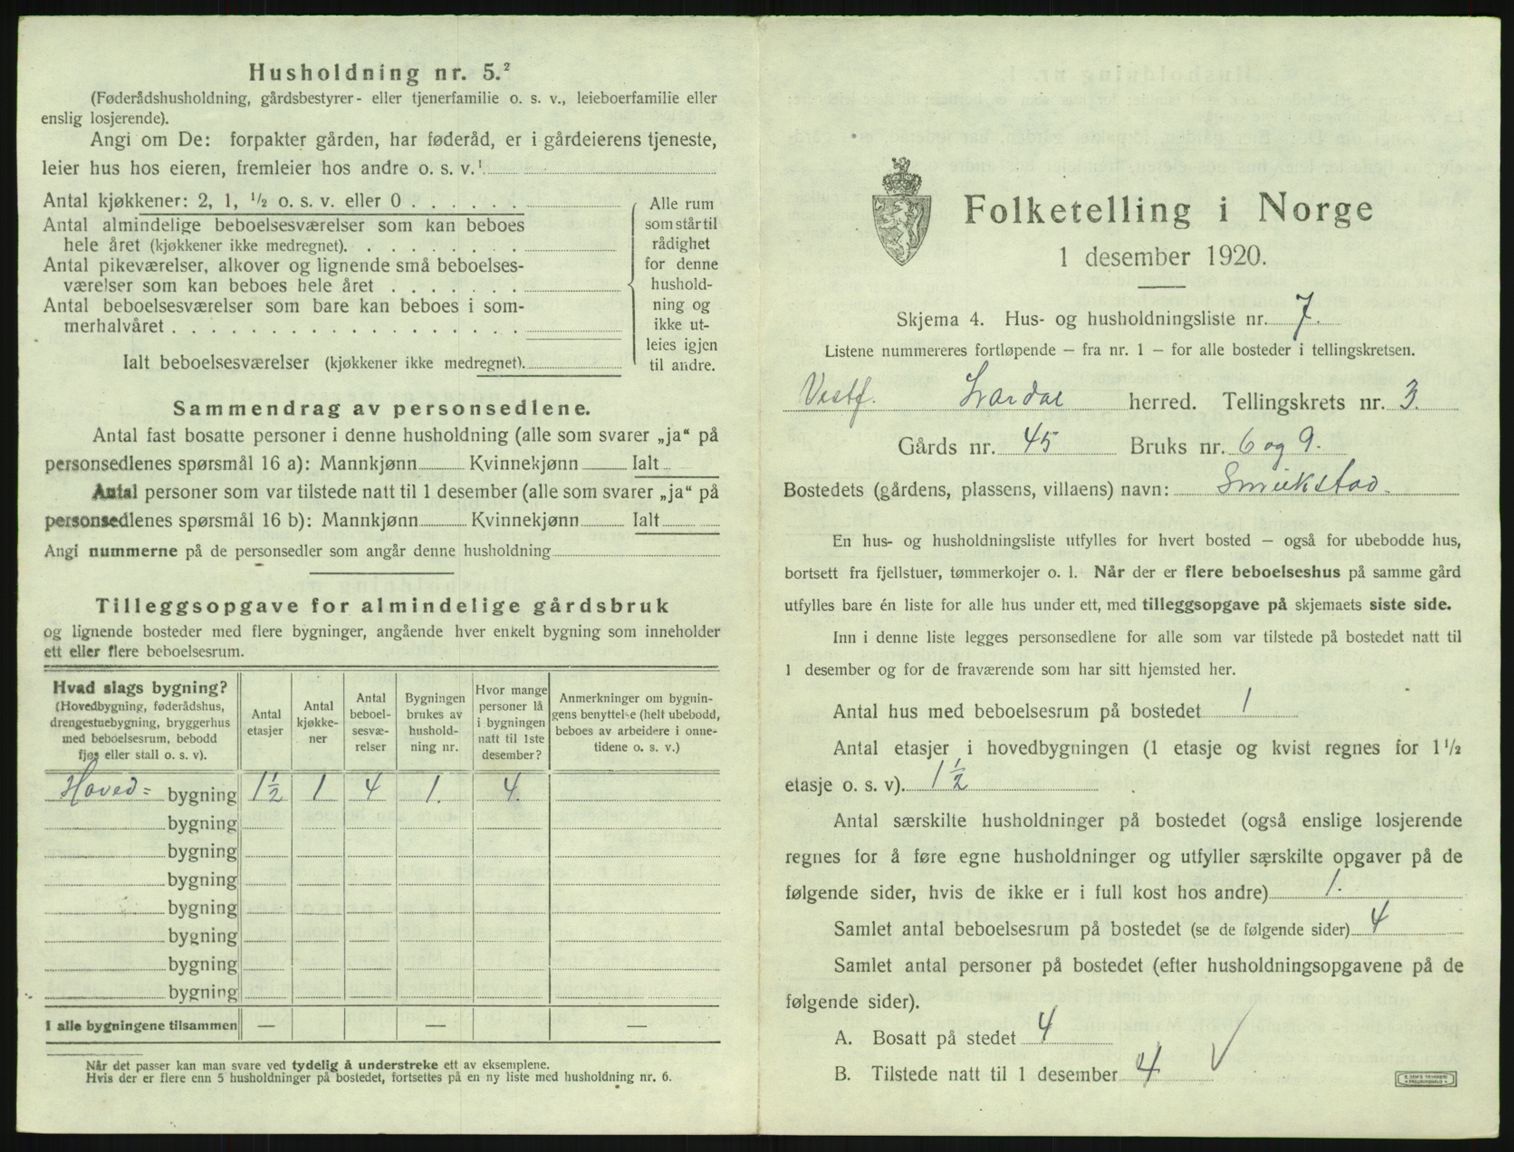 Husholdning nr. 5.²
(Føderådshusholdning, gårdsbestyrer- eller tjenerfamilie o. s. v., leieboerfamilie eller
enslig losjerende).
Angi om De: forpakter gården, har føderåd, er i gårdeierens tjeneste,
leier hus hos eieren, fremleier hos andre o. s. v.¹
Antal kjøkkener: 2, 1, ½ o. s. v. eller 0
Antal almindelige beboelsesværelser som kan beboes
hele året (kjøkkener ikke medregnet).
Antal pikeværelser, alkover og lignende små beboelses-
værelser som kan beboes hele året
Antal beboelsesværelser som bare kan beboes i som-
merhalvåret
Ialt beboelsesværelser (kjøkkener ikke medregnet).
Alle rum
som står til
rådighet
for denne
hushold-
ning og
ikke ut-
leies igjen
til andre.
Sammendrag av personsedlene.
Antal fast bosatte personer i denne husholdning (alle som svarer „ja“ på
personsedlenes spørsmål 16 a): Mannkjønn Kvinnekjønn Ialt
Antal personer som var tilstede natt til 1 desember (alle som svarer „ja“ på
personsedlenes spørsmål 16 b): Mannkjønn Kvinnekjønn Ialt
Angi nummerne på de personsedler som angår denne husholdning
Tilleggsopgave for almindelige gårdsbruk
og lignende bosteder med flere bygninger, angående hver enkelt bygning som inneholder
ett eller flere beboelsesrum.
Hvad slags bygning?
(Hovedbygning, føderådshus,
drengestuebygning, bryggerhus
med beboelsesrum, bebodd
fjøs eller stall o. s. v).
Antal
etasjer
Antal
kjøkke-
ner
Antal
beboel-
sesvæ-
relser
Bygningen
brukes av
hushold-
ning nr.
Hvor mange
personer lå
i bygningen
natt til 1ste
desember?
Anmerkninger om bygnin-
gens benyttelse (helt ubebodd,
beboes av arbeidere i onne-
tidene o. s. v.)
Hoved= bygning 1½ 1 4 1. 4.
bygning
bygning
bygning
bygning
bygning
bygning
bygning
I alle bygningene tilsammen — — —
Når det passer kan man svare ved tydelig å understreke ett av eksemplene.
Hvis der er flere enn 5 husholdninger på bostedet, fortsettes på en ny liste med husholdning nr. 6.
Folketelling i Norge
1 desember 1920.
Skjema 4. Hus- og husholdningsliste nr. 7.
Listene nummereres fortløpende — fra nr. 1 — for alle bosteder i tellingskretsen.
Vestf. Lardal herred. Tellingskrets nr. 3.
Gårds nr. 45 Bruks nr. 6 og 9.
Bostedets (gårdens, plassens, villaens) navn:
En hus- og husholdningsliste utfylles for hvert bosted — også for ubebodde hus,
bortsett fra fjellstuer, tømmerkojer o. l. Når der er flere beboelseshus på samme gård
utfylles bare én liste for alle hus under ett, med tilleggsopgave på skjemaets siste side.
Inn i denne liste legges personsedlene for alle som var tilstede på bostedet natt til
1 desember og for de fraværende som har sitt hjemsted her.
Antal hus med beboelsesrum på bostedet 1
Antal etasjer i hovedbygningen (1 etasje og kvist regnes for 1½
etasje o. s. v). 1½
Antal særskilte husholdninger på bostedet (også enslige losjerende
regnes for å føre egne husholdninger og utfyller særskilte opgaver på de
følgende sider, hvis de ikke er i full kost hos andre) 1.
Samlet antal beboelsesrum på bostedet (se de følgende sider) 4
Samlet antal personer på bostedet (efter husholdningsopgavene på de
følgende sider).
A. Bosatt på stedet 4
B. Tilstede natt til 1 desember 4